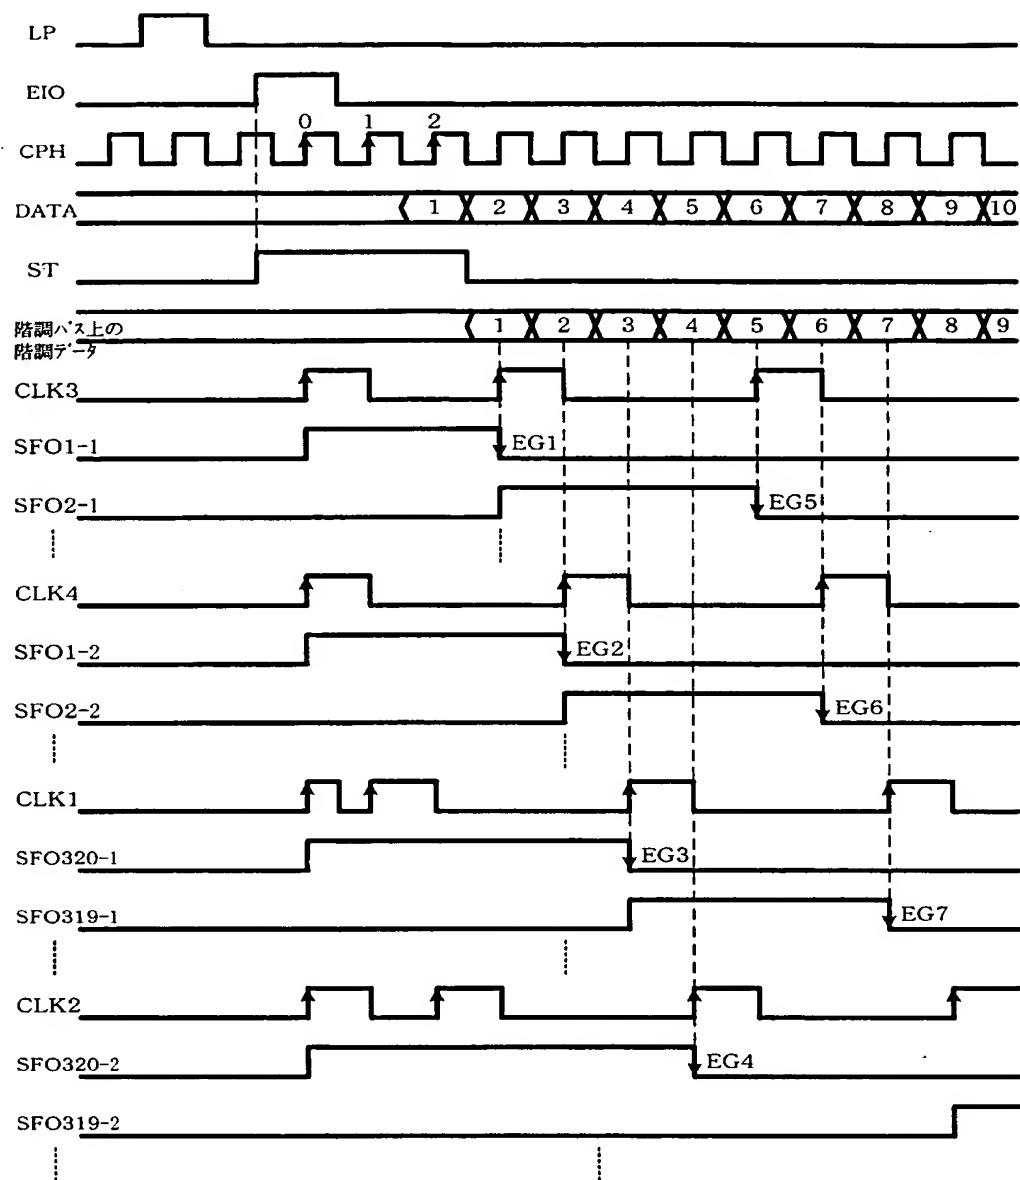 LP
EIO
0 1 2
CPH
DATA 1 2 3 4 5 6 7 8 9 10
ST
階調バス上の
階調データ
1 2 3 4 5 6 7 8 9
CLK3
SFO1-1 EG1
SFO2-1 EG5
CLK4
SFO1-2 EG2
SFO2-2 EG6
CLK1
SFO320-1 EG3
SFO319-1 EG7
CLK2
SFO320-2 EG4
SFO319-2